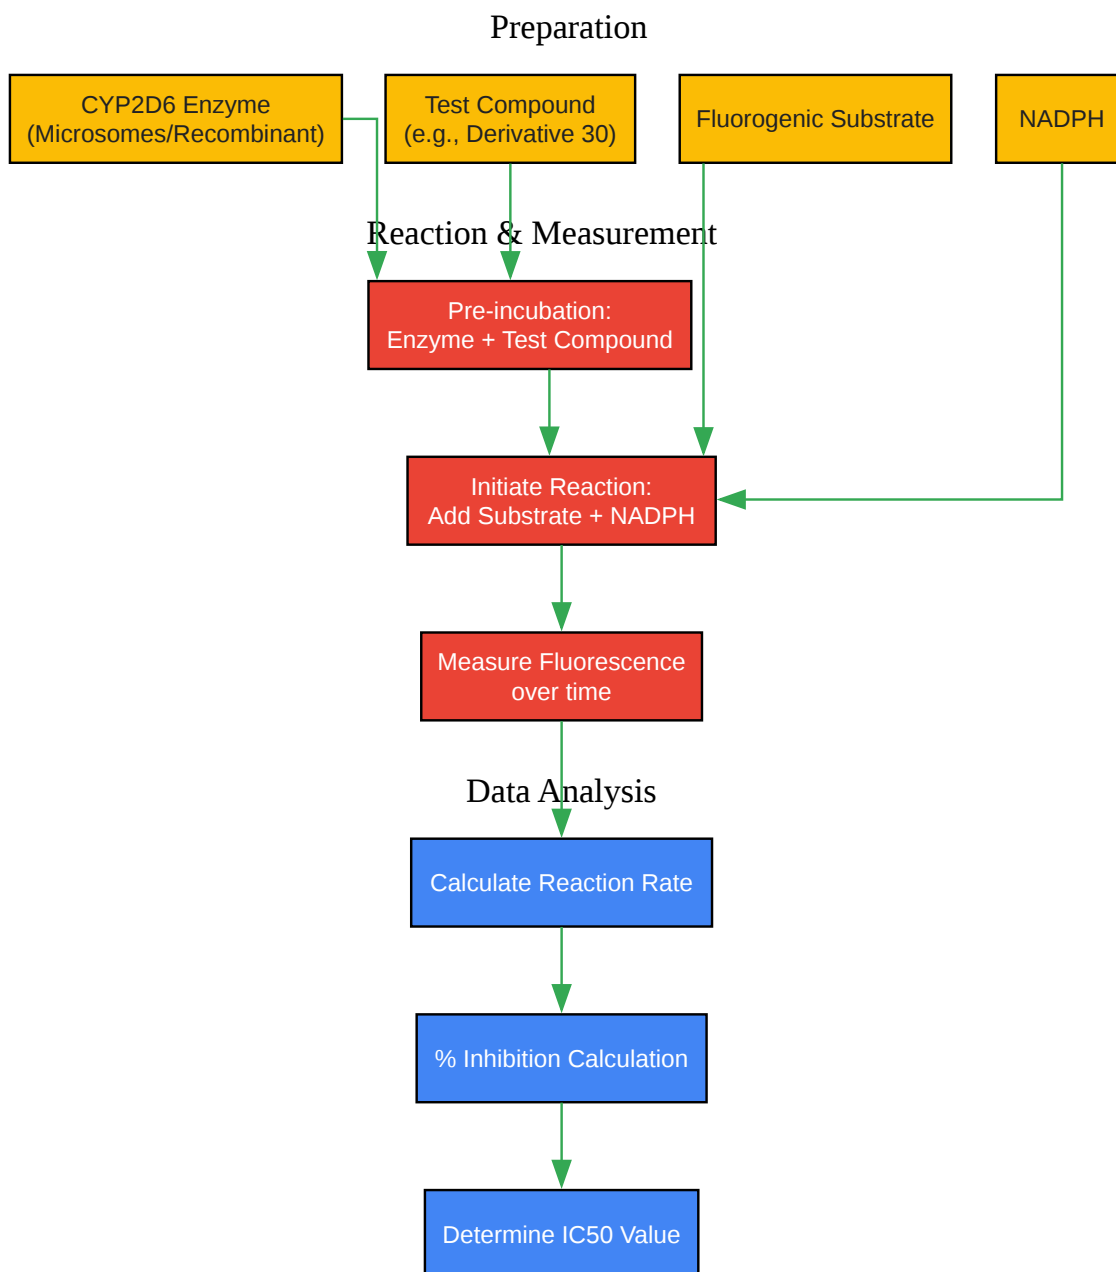 Preparation
CYP2D6 Enzyme
(Microsomes/Recombinant)
Test Compound
(e.g., Derivative 30)
Fluorogenic Substrate
NADPH
Reaction & Measurement
Pre-incubation:
Enzyme + Test Compound
Initiate Reaction:
Add Substrate + NADPH
Measure Fluorescence
over time
Data Analysis
Calculate Reaction Rate
% Inhibition Calculation
Determine IC50 Value